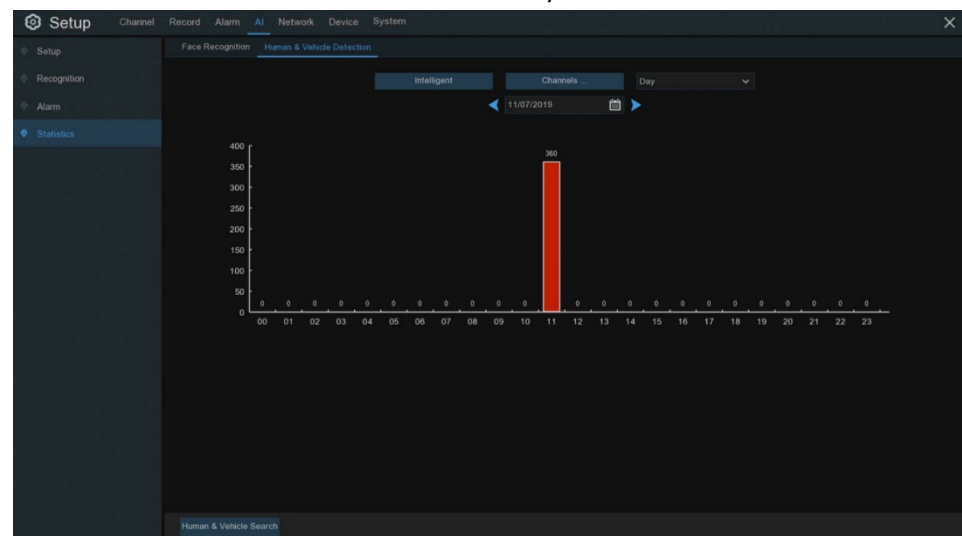 Setup Channel Record Alarm AI Network Device System
Setup
Recognition
Alarm
Statistics
Face Recognition Human & Vehicle Detection
Intelligent Channels ... Day
11/07/2019
400
350
300
250
200
150
100
50
0
360
0 0 0 0 0 0 0 0 0 0 0 0 0 0 0 0 0 0 0 0 0 0 0
00 01 02 03 04 05 06 07 08 09 10 11 12 13 14 15 16 17 18 19 20 21 22 23
Human & Vehicle Search